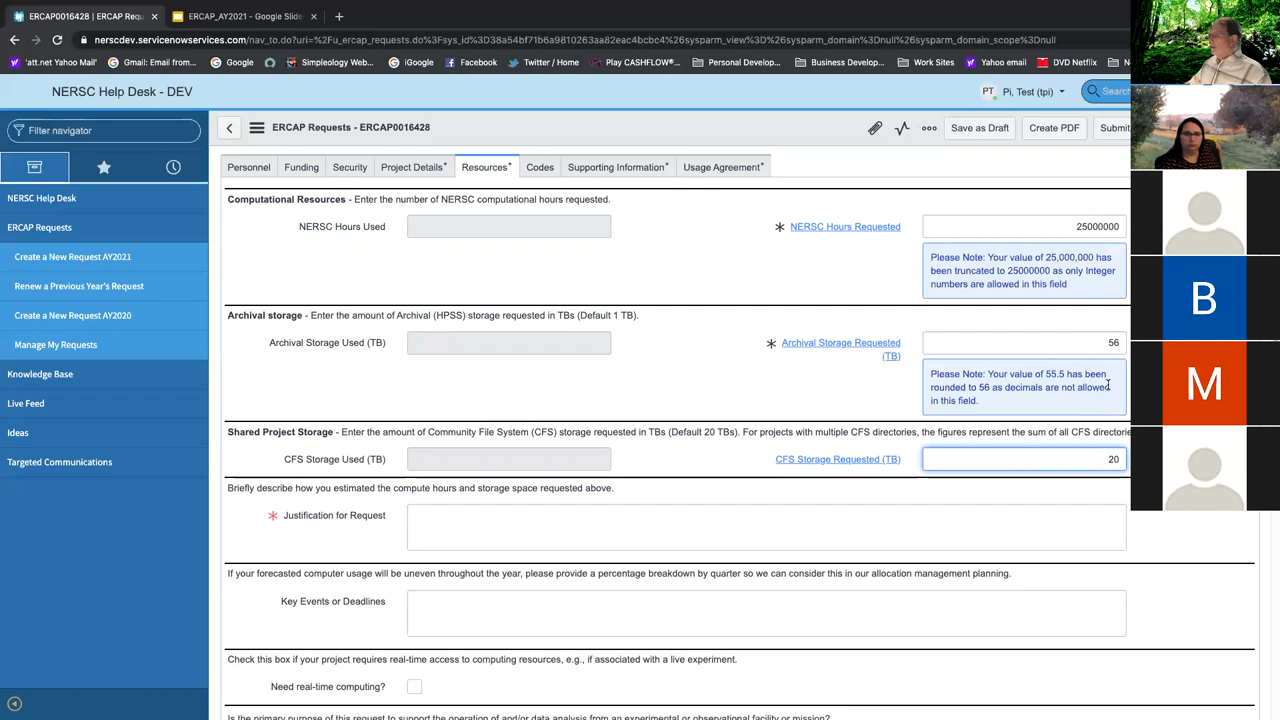 ERCAP0016428 | ERCAP Requ
ERCAP_AY2021 - Google Slide
nerscdev.servicenowservices.com/nav_to.do?uri=%2Fu_ercap_requests.do%3Fsys_id%3D38a54bf71b6a9810263aa82eac4bcbc4%26sysparm_view%3D%26sysparm_domain%3Dnull%26sysparm_domain_scope%3Dnull
'att.net Yahoo Mail'
Gmail: Email from...
Google
Simpleology Web...
iGoogle
Facebook
Twitter / Home
Play CASHFLOW®...
Personal Develop...
Business Develop...
Work Sites
Yahoo email
DVD Netflix
NERSC Help Desk - DEV
PT
Pi, Test (tpi)
Search
Filter navigator
NERSC Help Desk
ERCAP Requests
Create a New Request AY2021
Renew a Previous Year's Request
Create a New Request AY2020
Manage My Requests
Knowledge Base
Live Feed
Ideas
Targeted Communications
ERCAP Requests - ERCAP0016428
Save as Draft
Create PDF
Submit
Personnel
Funding
Security
Project Details*
Resources*
Codes
Supporting Information*
Usage Agreement*
Computational Resources - Enter the number of NERSC computational hours requested.
NERSC Hours Used
NERSC Hours Requested
25000000
Please Note: Your value of 25,000,000 has
been truncated to 25000000 as only Integer
numbers are allowed in this field
Archival storage - Enter the amount of Archival (HPSS) storage requested in TBs (Default 1 TB).
Archival Storage Used (TB)
Archival Storage Requested
(TB)
56
Please Note: Your value of 55.5 has been
rounded to 56 as decimals are not allowed
in this field.
Shared Project Storage - Enter the amount of Community File System (CFS) storage requested in TBs (Default 20 TBs). For projects with multiple CFS directories, the figures represent the sum of all CFS directorie
CFS Storage Used (TB)
CFS Storage Requested (TB)
20
Briefly describe how you estimated the compute hours and storage space requested above.
Justification for Request
If your forecasted computer usage will be uneven throughout the year, please provide a percentage breakdown by quarter so we can consider this in our allocation management planning.
Key Events or Deadlines
Check this box if your project requires real-time access to computing resources, e.g., if associated with a live experiment.
Need real-time computing?
Is the primary purpose of this request to support the operation of and/or data analysis from an experimental or observational facility or mission?
B
M